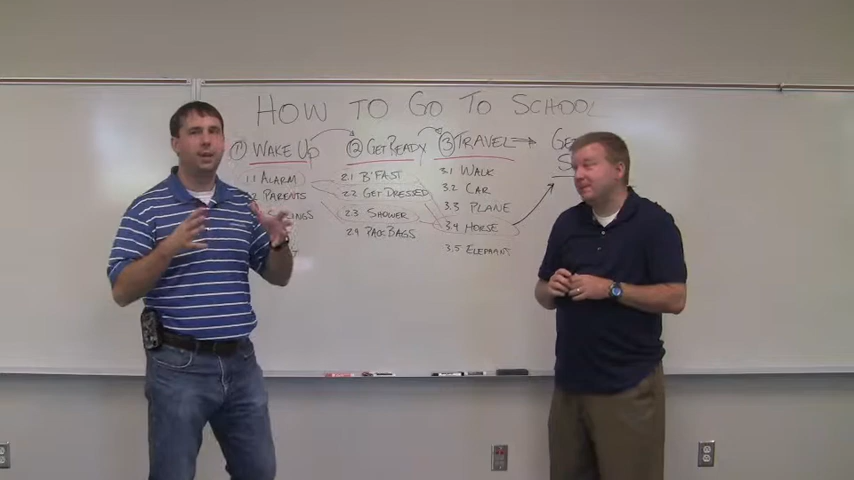 HOW TO GO TO SCHOOL
① WAKE UP ② GET READY ③ TRAVEL ⇒ GET
1.1 ALARM 2.1 B'FAST 3.1 WALK
PARENTS 2.2 GET DRESSED 3.2 CAR
2.3 SHOWER 3.3 PLANE
2.4 PACK BAGS 3.4 HORSE
3.5 ELEPHANT